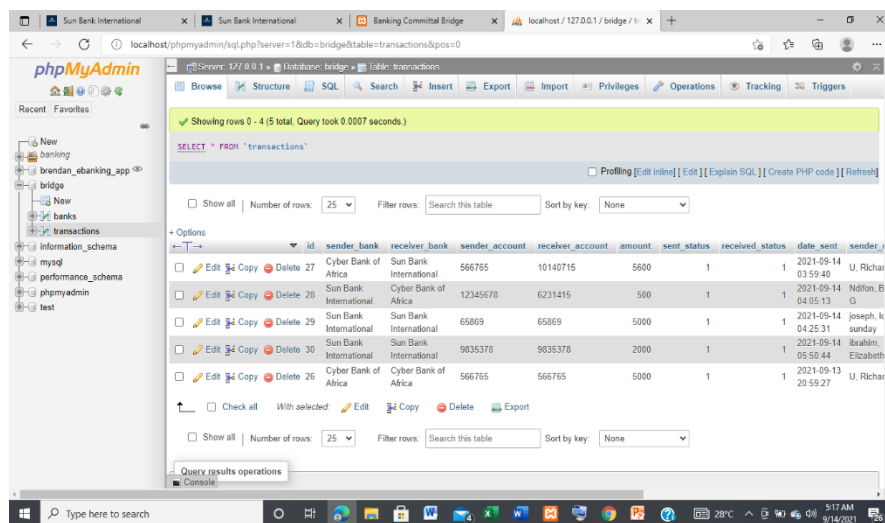 Sun Bank International
Sun Bank International
Banking Committal Bridge
localhost / 127.0.0.1 / bridge / tr
localhost/phpmyadmin/sql.php?server=1&db=bridge&table=transactions&pos=0
phpMyAdmin
Recent Favorites
New
banking
brendan_ebanking_app
bridge
New
banks
transactions
information_schema
mysql
performance_schema
phpmyadmin
test
Server: 127.0.0.1 » Database: bridge » Table: transactions
Browse Structure SQL Search Insert Export Import Privileges Operations Tracking Triggers
Showing rows 0 - 4 (5 total, Query took 0.0007 seconds.)
SELECT * FROM `transactions`
Profiling [Edit inline] [ Edit ] [ Explain SQL ] [ Create PHP code ] [ Refresh]
Show all | Number of rows: 25 Filter rows: Search this table Sort by key: None
+ Options
←T→ id sender_bank receiver_bank sender_account receiver_account amount sent_status received_status date_sent
Edit Copy Delete 27 Cyber Bank of Africa Sun Bank International 566765 10140715 5600 1 1 2021-09-14 03:59:40 U, Richar
Edit Copy Delete 28 Sun Bank International Cyber Bank of Africa 12345678 6231415 500 1 1 2021-09-14 04:05:13 Ndifon, B G
Edit Copy Delete 29 Sun Bank International Sun Bank International 65869 65869 5000 1 1 2021-09-14 04:25:31 joseph, sunday
Edit Copy Delete 30 Sun Bank International Sun Bank International 9835378 9835378 2000 1 1 2021-09-14 05:50:44 ibrahim, Elizabeth
Edit Copy Delete 26 Cyber Bank of Africa Cyber Bank of Africa 566765 566765 5000 1 1 2021-09-13 20:59:27 U, Richar
Check all With selected: Edit Copy Delete Export
Show all | Number of rows: 25 Filter rows: Search this table Sort by key: None
Query results operations
Console
Type here to search
28°C
5:17 AM
9/14/2021